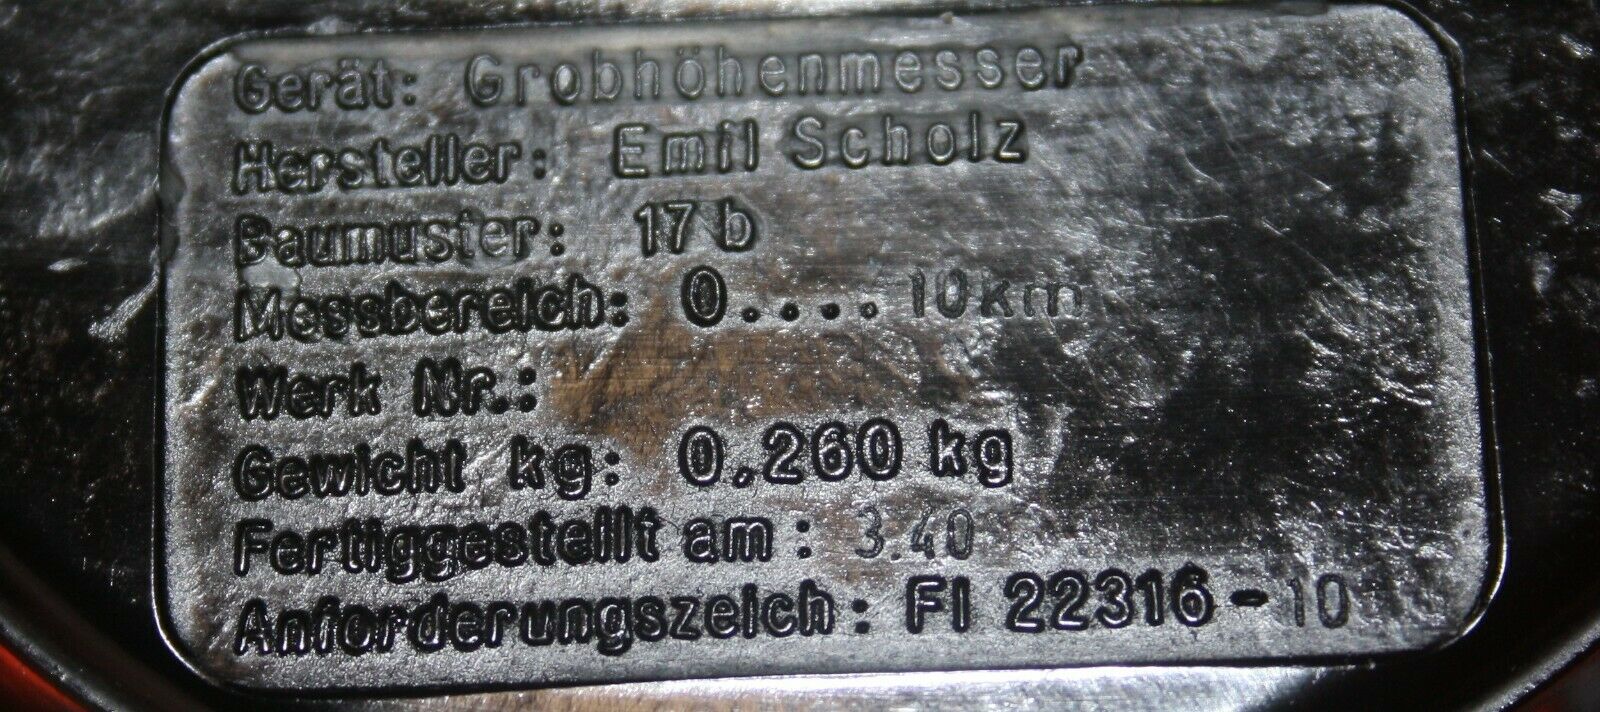 Gerät: Grobhöhenmesser
Hersteller: Emil Scholz
Baumuster: 17 b
Messbereich: 0.... 10km
Werk Nr.:
Gewicht kg: 0,260 kg
Fertiggestellt am: 3.40
Anforderungszeich: Fl 22316-10